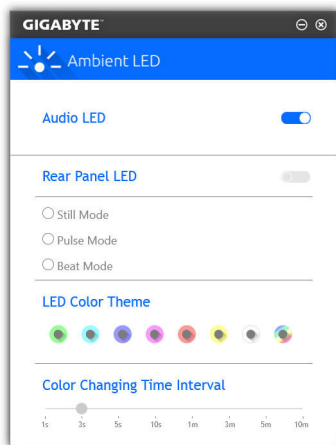 GIGABYTE™
Ambient LED
Audio LED
Rear Panel LED
Still Mode
Pulse Mode
Beat Mode
LED Color Theme
Color Changing Time Interval
1s 3s 5s 10s 1m 3m 5m 10m